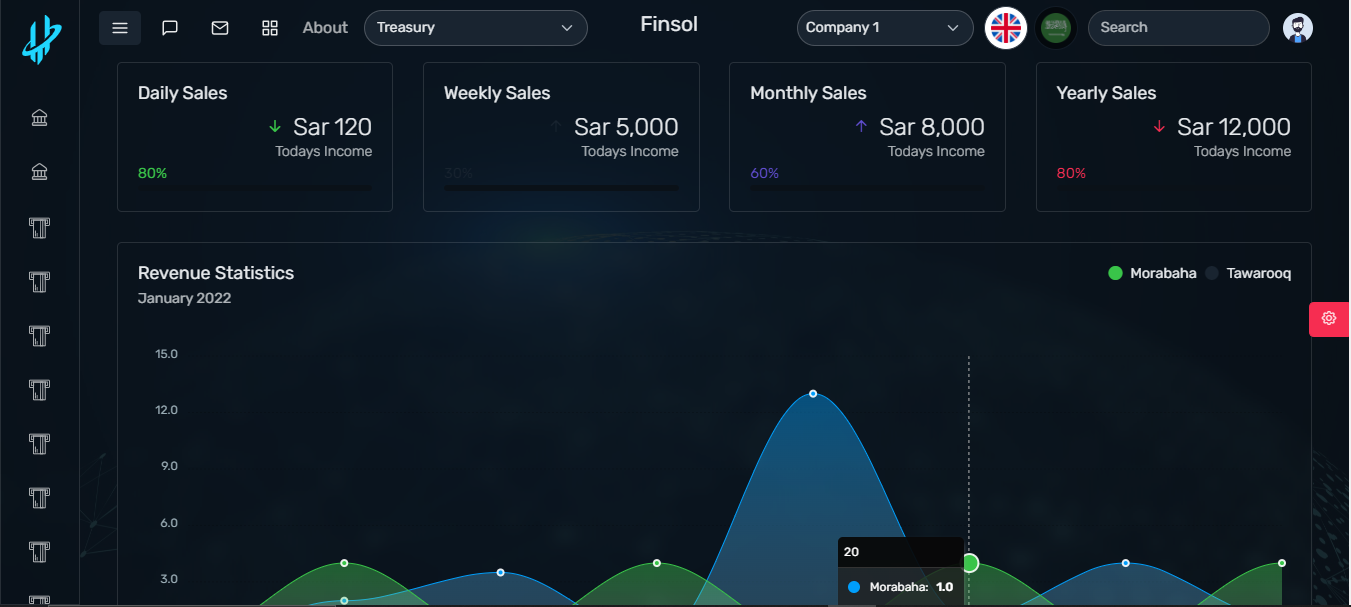 About
Treasury
Finsol
Company 1
Search
Daily Sales
Sar 120
Todays Income
80%
Weekly Sales
Sar 5,000
Todays Income
30%
Monthly Sales
Sar 8,000
Todays Income
60%
Yearly Sales
Sar 12,000
Todays Income
80%
Revenue Statistics
January 2022
Morabaha Tawarooq
15.0
12.0
9.0
6.0
3.0
20
Morabaha: 1.0